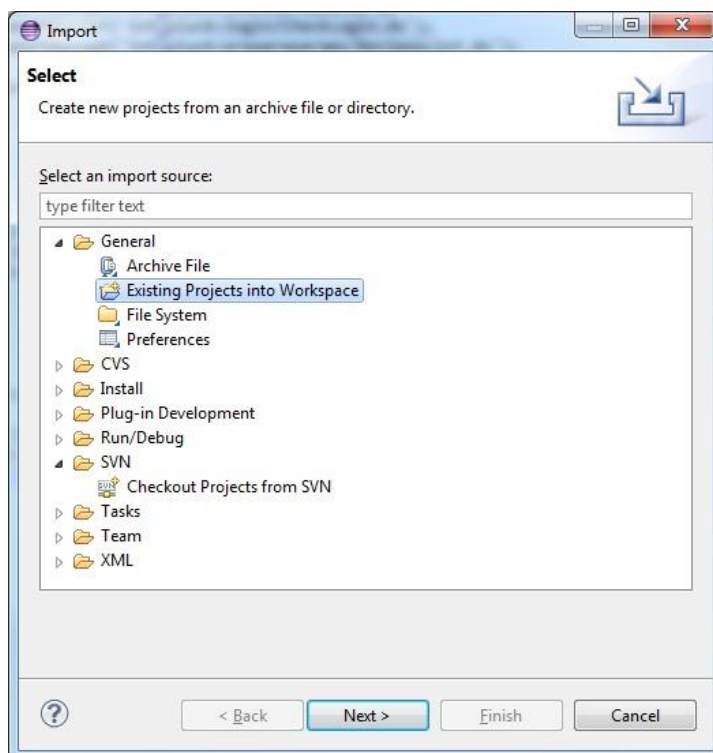 Import
Select
Create new projects from an archive file or directory.
Select an import source:
type filter text
General
Archive File
Existing Projects into Workspace
File System
Preferences
CVS
Install
Plug-in Development
Run/Debug
SVN
Checkout Projects from SVN
Tasks
Team
XML
< Back Next > Finish Cancel